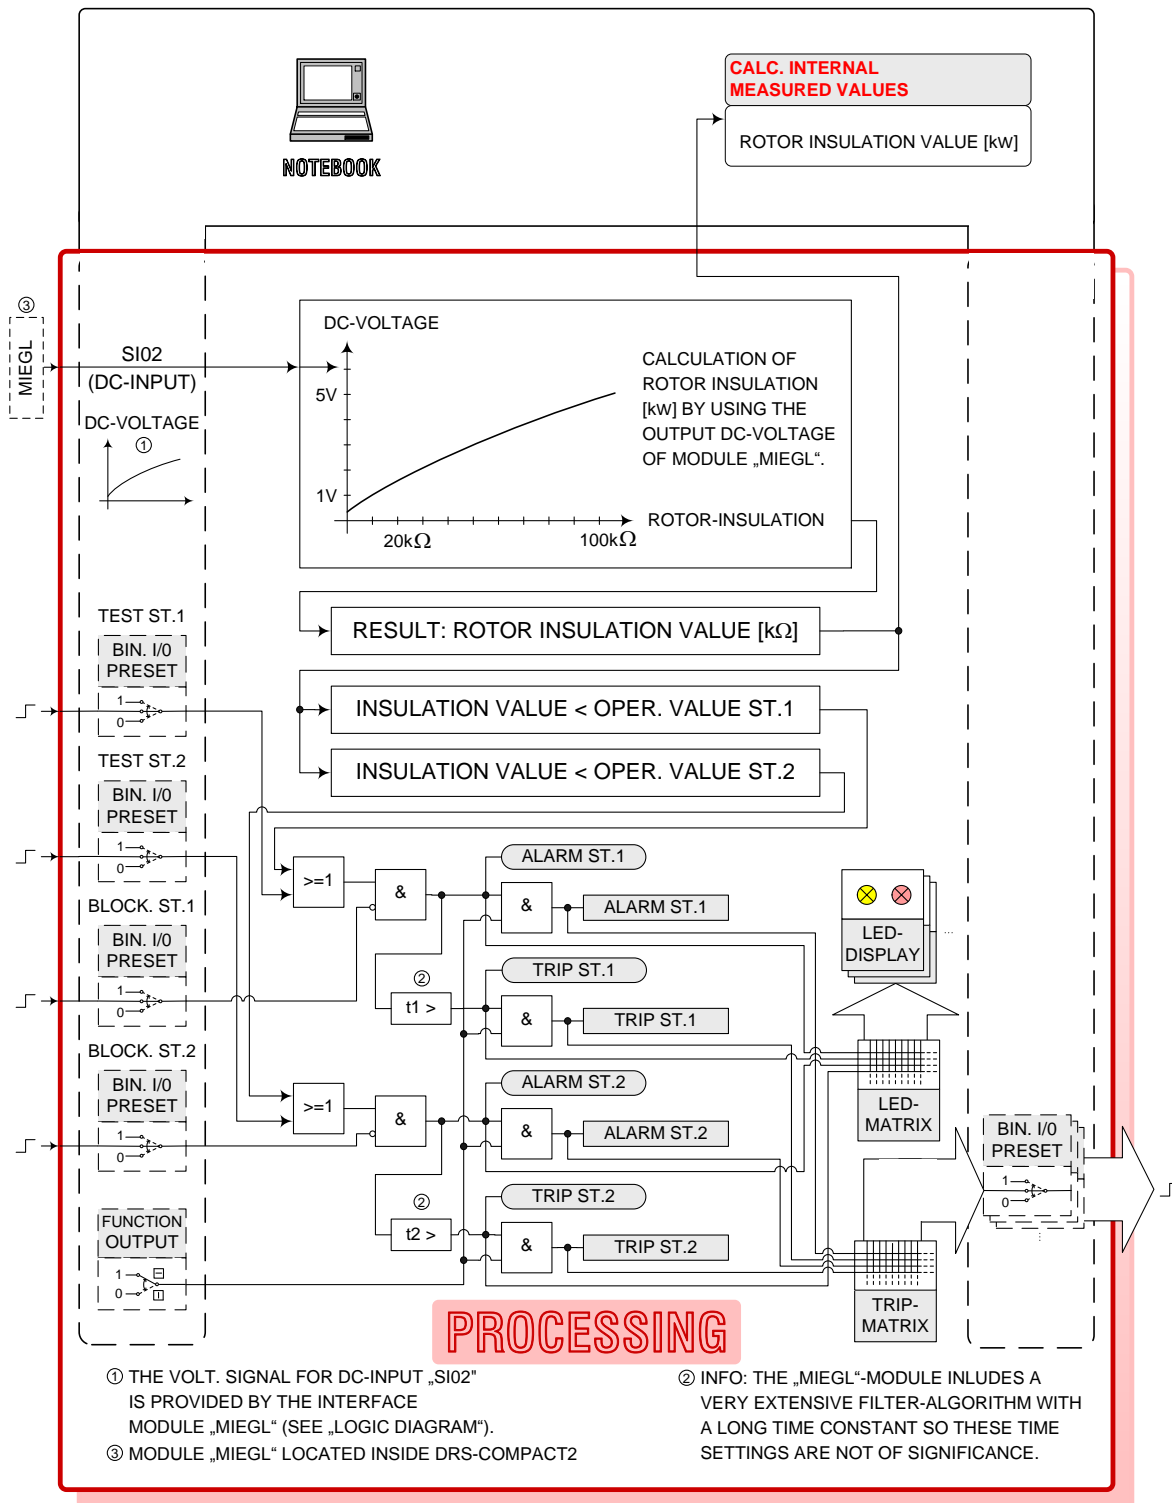 CALC. INTERNAL
MEASURED VALUES
ROTOR INSULATION VALUE [kW]
NOTEBOOK
③
MIEGL
SI02
(DC-INPUT)
DC-VOLTAGE
①
DC-VOLTAGE
5V
1V
20kΩ
100kΩ
ROTOR-INSULATION
CALCULATION OF
ROTOR INSULATION
[kW] BY USING THE
OUTPUT DC-VOLTAGE
OF MODULE „MIEGL“.
RESULT: ROTOR INSULATION VALUE [kΩ]
INSULATION VALUE < OPER. VALUE ST.1
INSULATION VALUE < OPER. VALUE ST.2
TEST ST.1
BIN. I/0
PRESET
1
0
TEST ST.2
BIN. I/0
PRESET
1
0
BLOCK. ST.1
BIN. I/0
PRESET
1
0
BLOCK. ST.2
BIN. I/0
PRESET
1
0
FUNCTION
OUTPUT
1
0
>=1
&
ALARM ST.1
&
ALARM ST.1
②
t1 >
TRIP ST.1
&
TRIP ST.1
>=1
&
ALARM ST.2
&
ALARM ST.2
②
t2 >
TRIP ST.2
&
TRIP ST.2
LED-
DISPLAY
...
LED-
MATRIX
TRIP-
MATRIX
BIN. I/0
PRESET
1
0
...
PROCESSING
① THE VOLT. SIGNAL FOR DC-INPUT „SI02"
IS PROVIDED BY THE INTERFACE
MODULE „MIEGL“ (SEE „LOGIC DIAGRAM“).
③ MODULE „MIEGL“ LOCATED INSIDE DRS-COMPACT2
② INFO: THE „MIEGL“-MODULE INLUDES A
VERY EXTENSIVE FILTER-ALGORITHM WITH
A LONG TIME CONSTANT SO THESE TIME
SETTINGS ARE NOT OF SIGNIFICANCE.